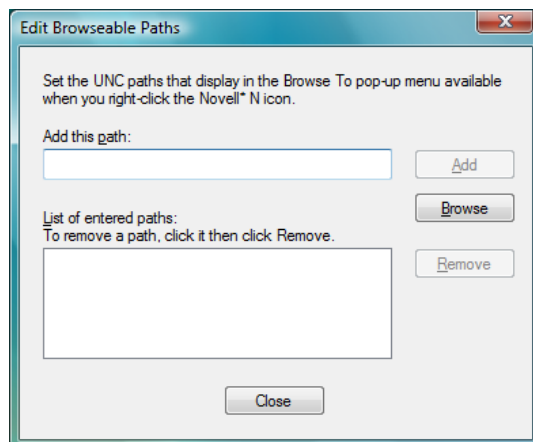 Edit Browseable Paths
Set the UNC paths that display in the Browse To pop-up menu available
when you right-click the Novell* N icon.
Add this path:
Add
Browse
List of entered paths:
To remove a path, click it then click Remove.
Remove
Close